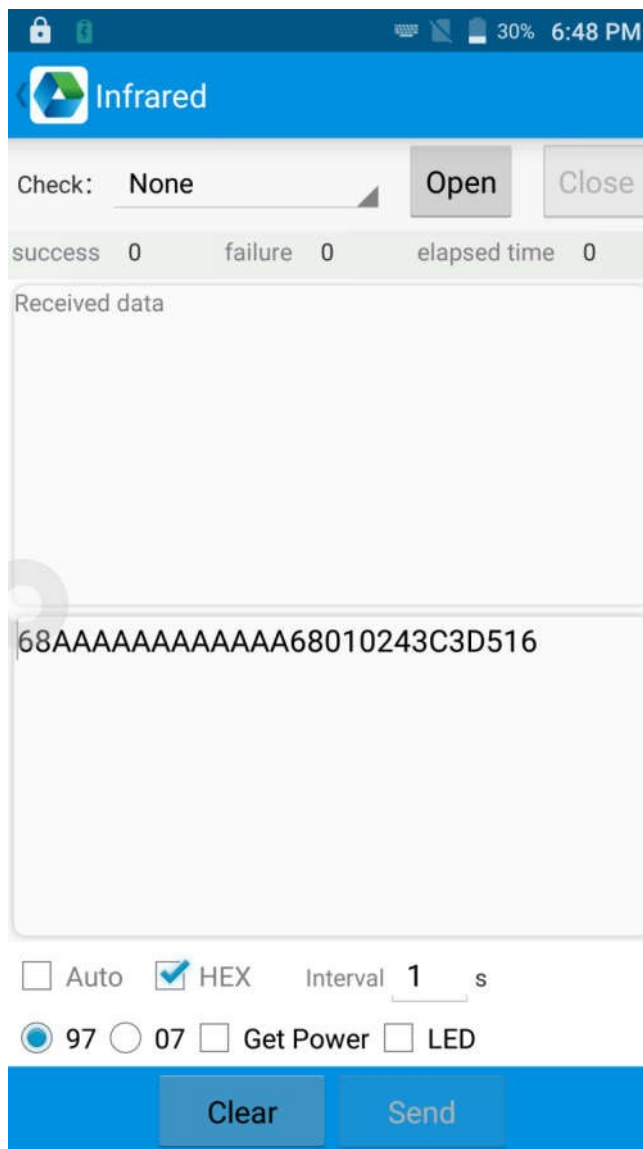 30% 6:48 PM
Infrared
Check: None Open Close
success 0 failure 0 elapsed time 0
Received data
68AAAAAAAAAAAA68010243C3D516
Auto HEX Interval 1 s
97 07 Get Power LED
Clear Send